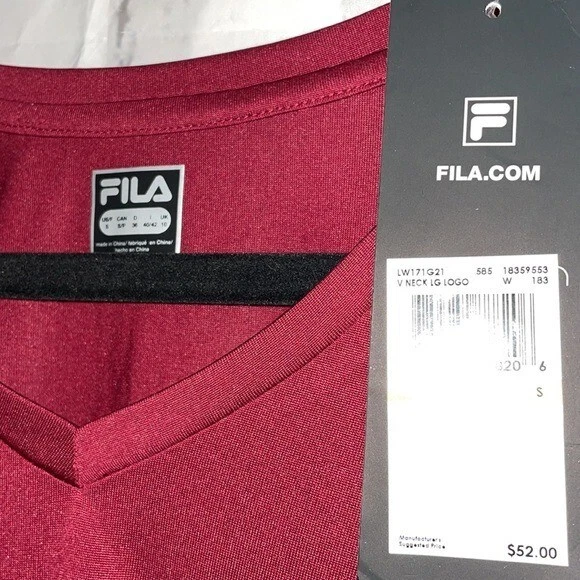 FILA
US/F CAN D I UK
S S/P 36 40/42 10
made in China/ fabriqué en Chine/
hecho en China
F
FILA.COM
LW171G21 585 18359553
V NECK LG LOGO W 183
320 6
S
Manufacturers
Suggested Price
$52.00